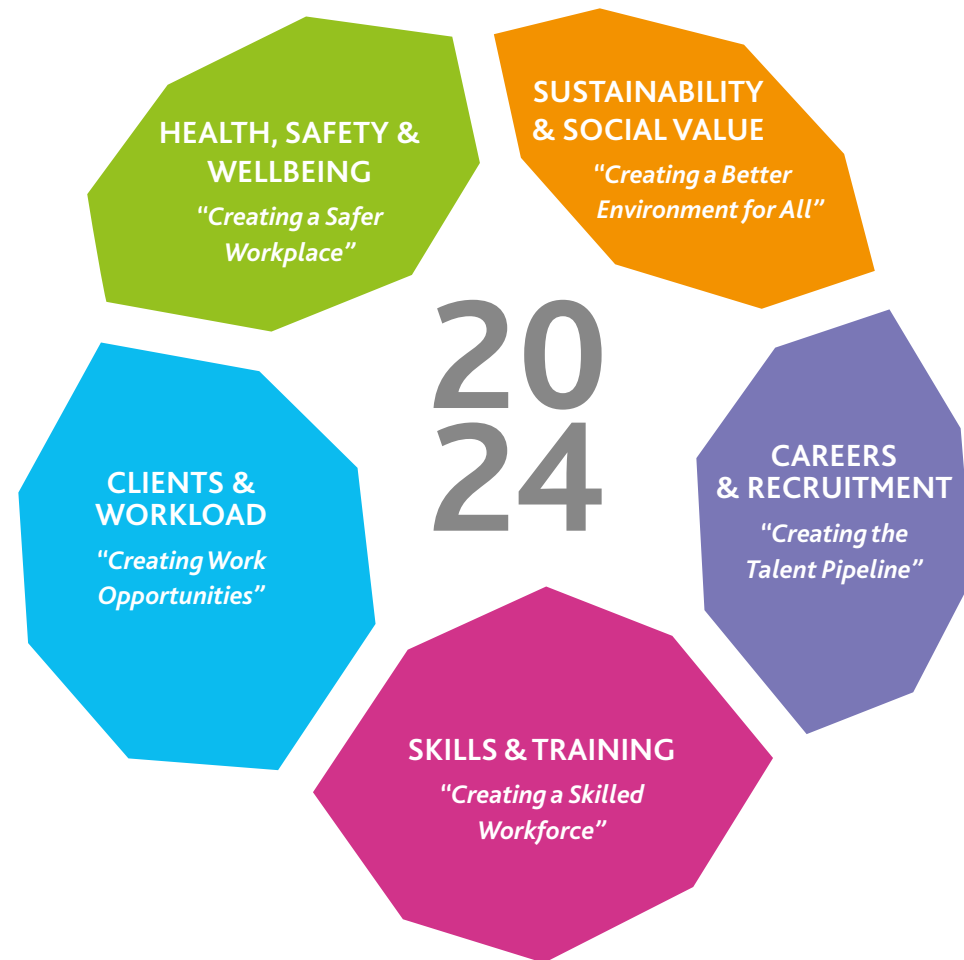 HEALTH, SAFETY &
WELLBEING
“Creating a Safer
Workplace”
SUSTAINABILITY
& SOCIAL VALUE
“Creating a Better
Environment for All”
20
24
CLIENTS &
WORKLOAD
“Creating Work
Opportunities”
CAREERS
& RECRUITMENT
“Creating the
Talent Pipeline”
SKILLS & TRAINING
“Creating a Skilled
Workforce”